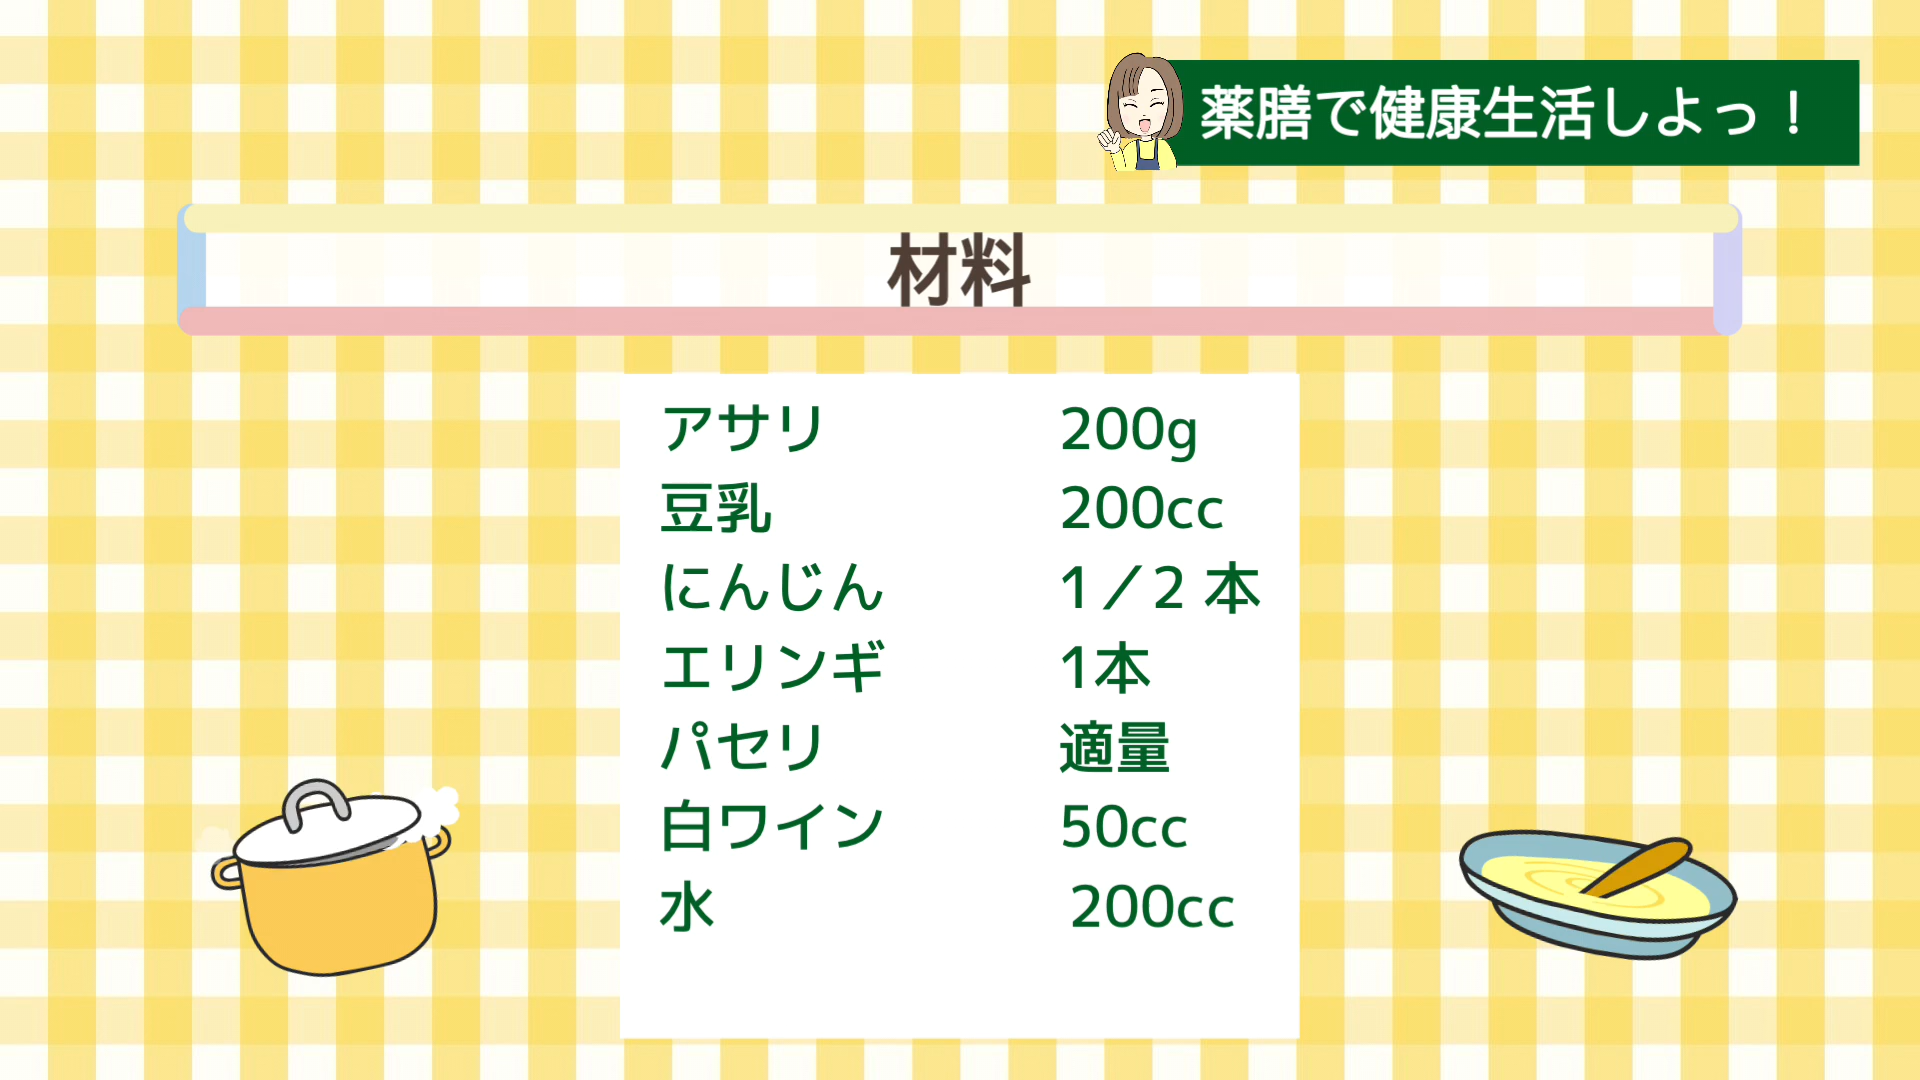 薬膳で健康生活しよっ！
材料
アサリ 200g
豆乳 200cc
にんじん 1／2 本
エリンギ 1本
パセリ 適量
白ワイン 50cc
水 200cc